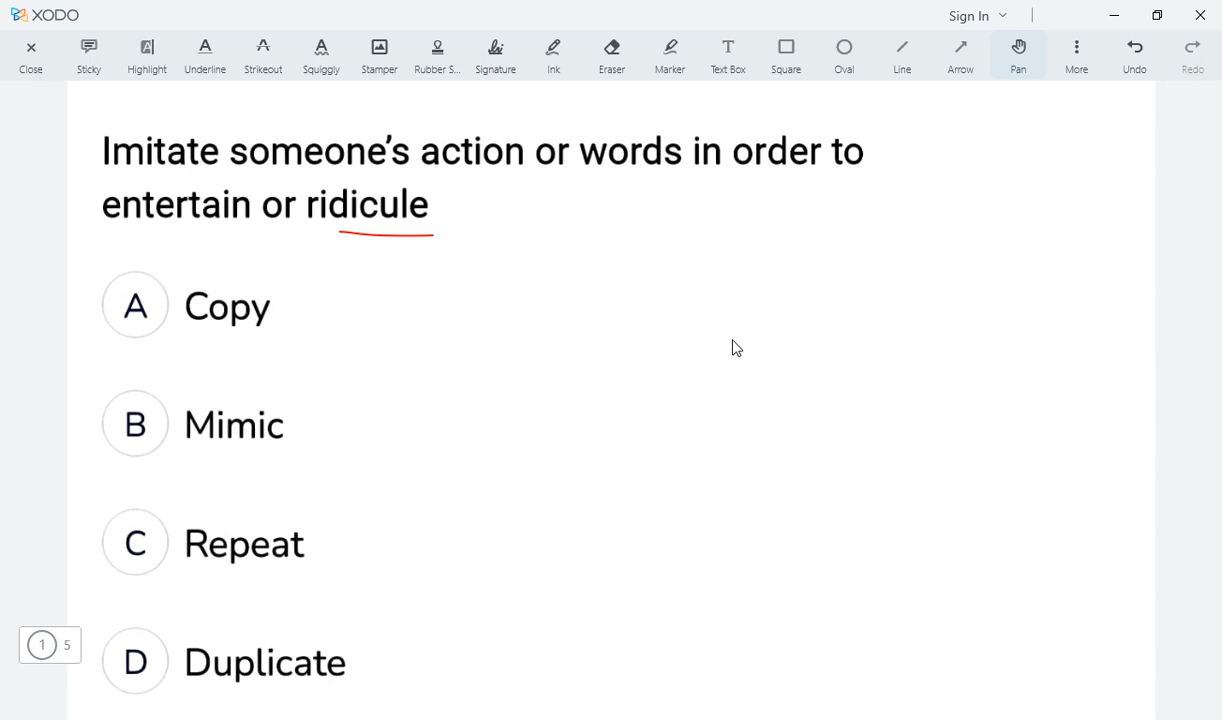 XODO
Sign In
Close Sticky Highlight Underline Strikeout Squiggly Stamper Rubber S... Signature Ink Eraser Marker Text Box Square Oval Line Arrow Pan More Undo Redo
Imitate someone's action or words in order to
entertain or ridicule
A Copy
B Mimic
C Repeat
1 5
D Duplicate